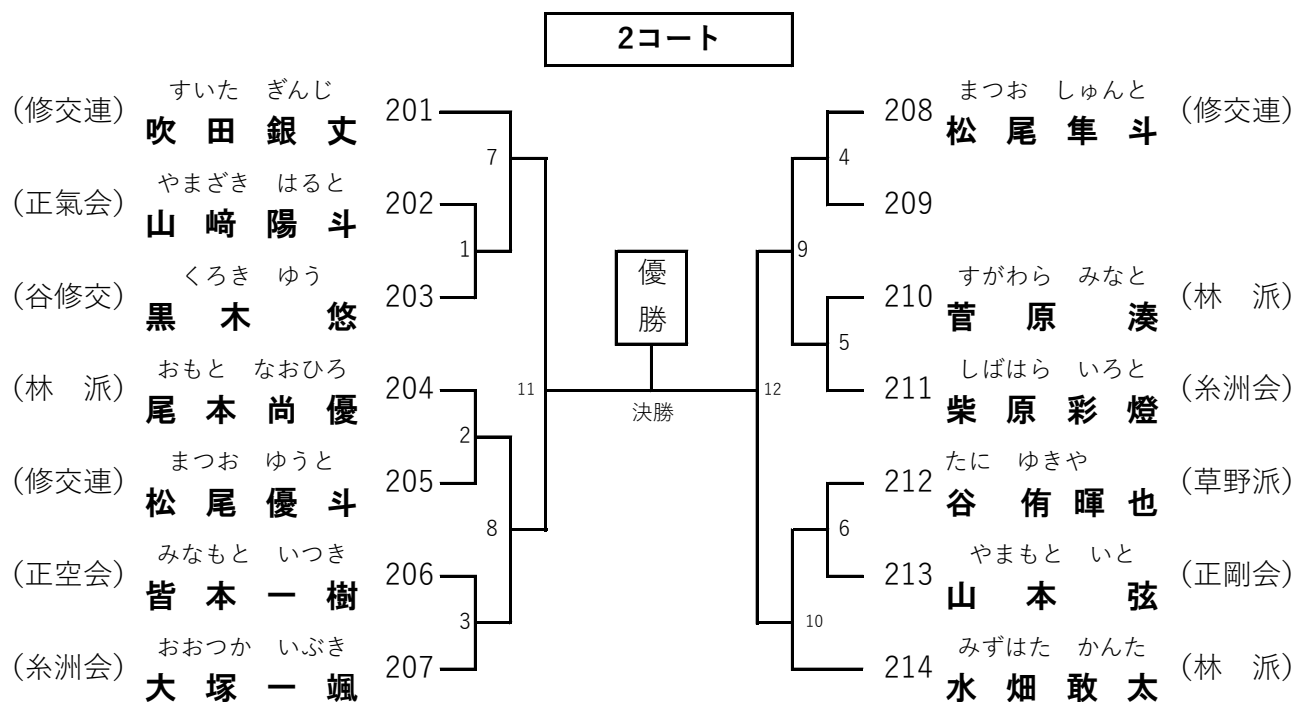 2コート
すいた ぎんじ
(修交連) 吹 田 銀 丈 201
やまざき はると
(正氣会) 山 﨑 陽 斗 202
くろき ゆう
(谷修交) 黒 木 悠 203
おもと なおひろ
(林 派) 尾 本 尚 優 204
まつお ゆうと
(修交連) 松 尾 優 斗 205
みなもと いつき
(正空会) 皆 本 一 樹 206
おおつか いぶき
(糸洲会) 大 塚 一 颯 207
7
1
2
8
3
11
優
勝
決勝
12
4
9
5
6
10
まつお しゅんと
208 松 尾 隼 斗 (修交連)
209
すがわら みなと
210 菅 原 湊 (林 派)
しばはら いろと
211 柴 原 彩 燈 (糸洲会)
たに ゆきや
212 谷 侑 暉 也 (草野派)
やまもと いと
213 山 本 弦 (正剛会)
みずはた かんた
214 水 畑 敢 太 (林 派)